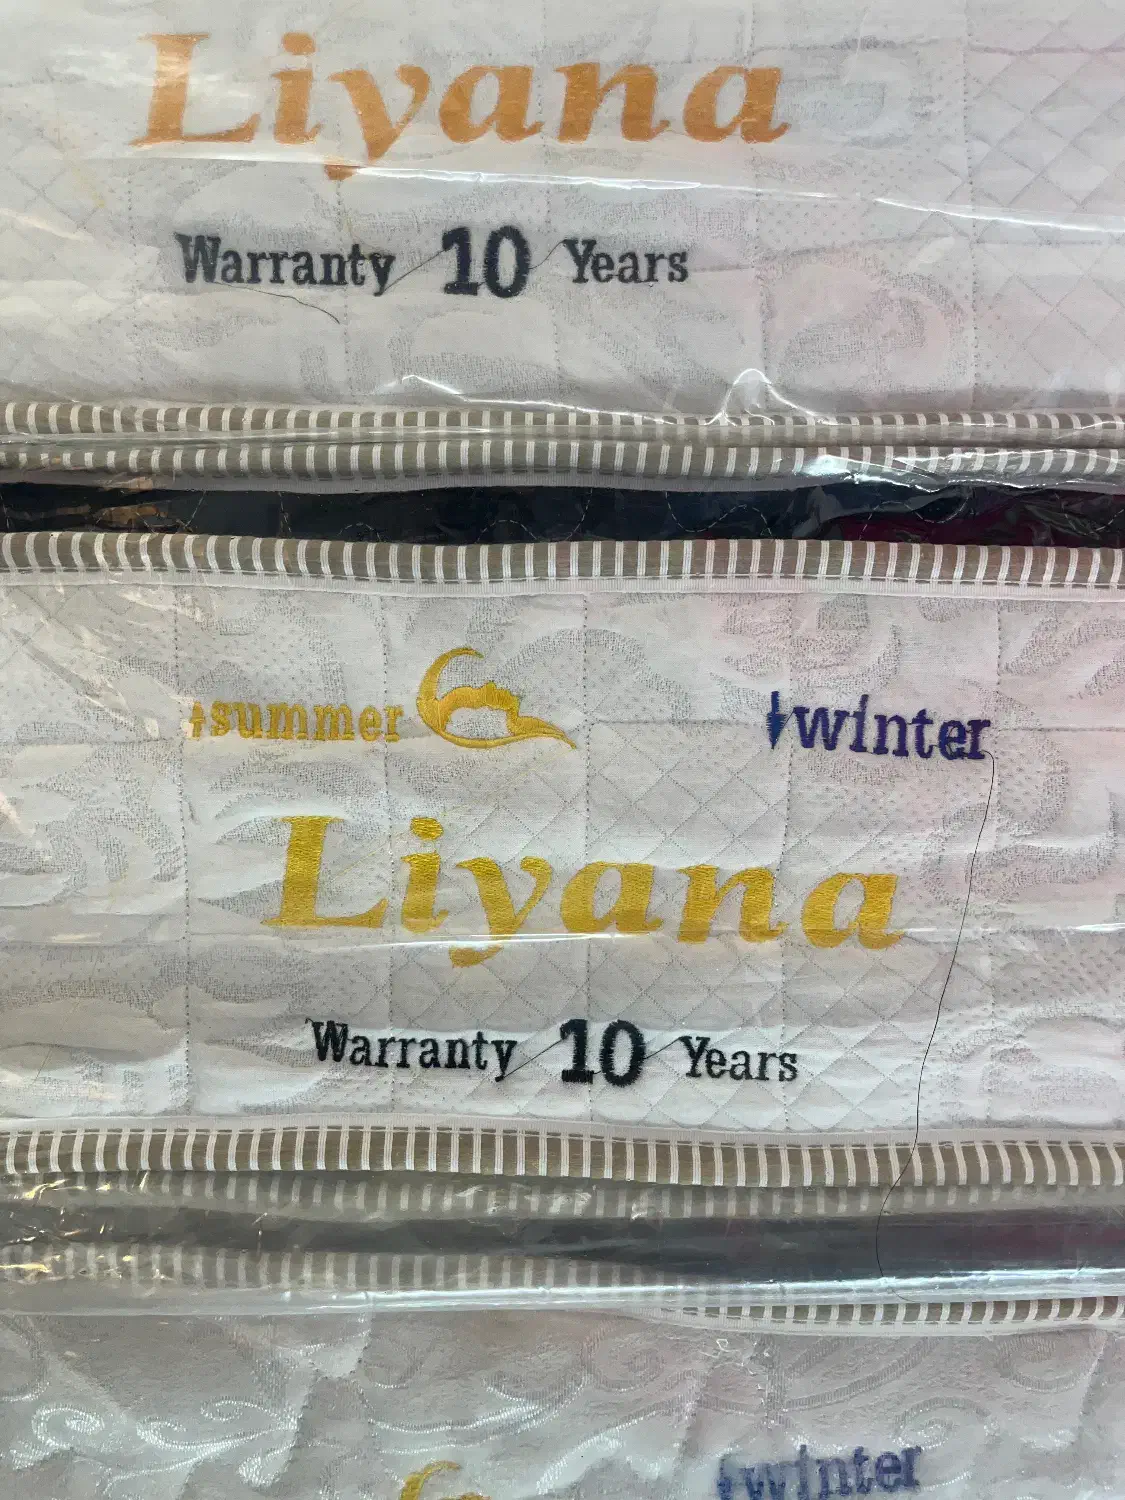 Liyana
Warranty 10 Years
summer winter
Liyana
Warranty 10 Years
winter